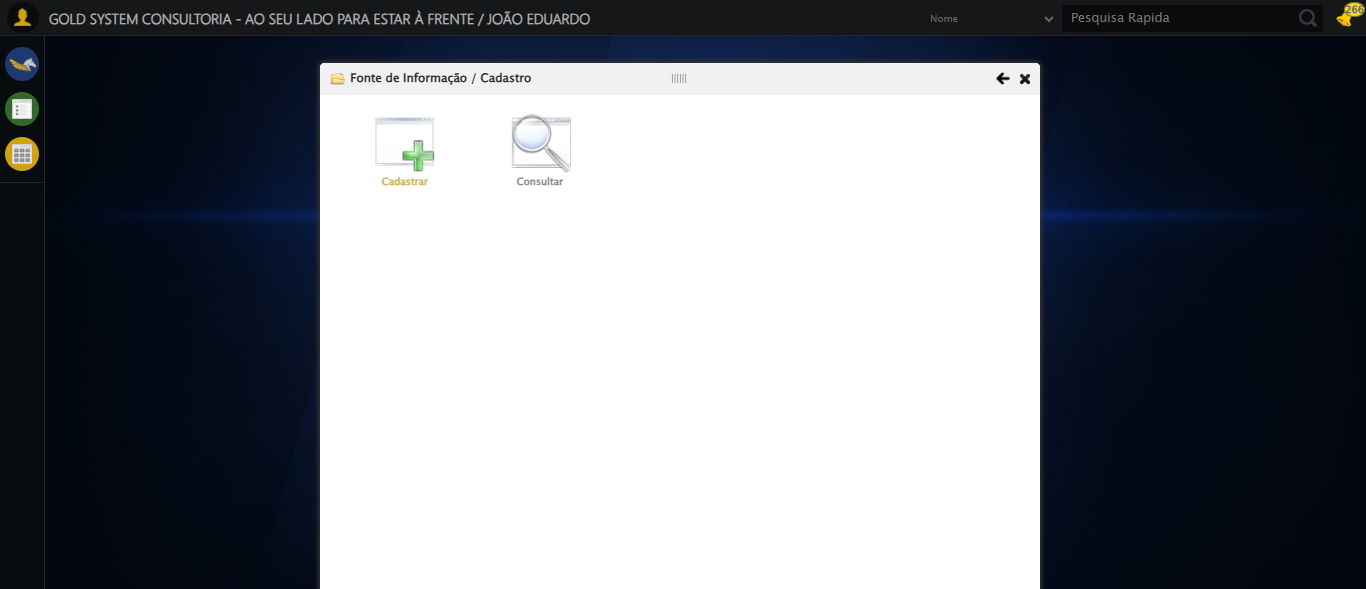 GOLD SYSTEM CONSULTORIA - AO SEU LADO PARA ESTAR À FRENTE / JOÃO EDUARDO
Nome
Pesquisa Rapida
266
Fonte de Informação / Cadastro
Cadastrar
Consultar